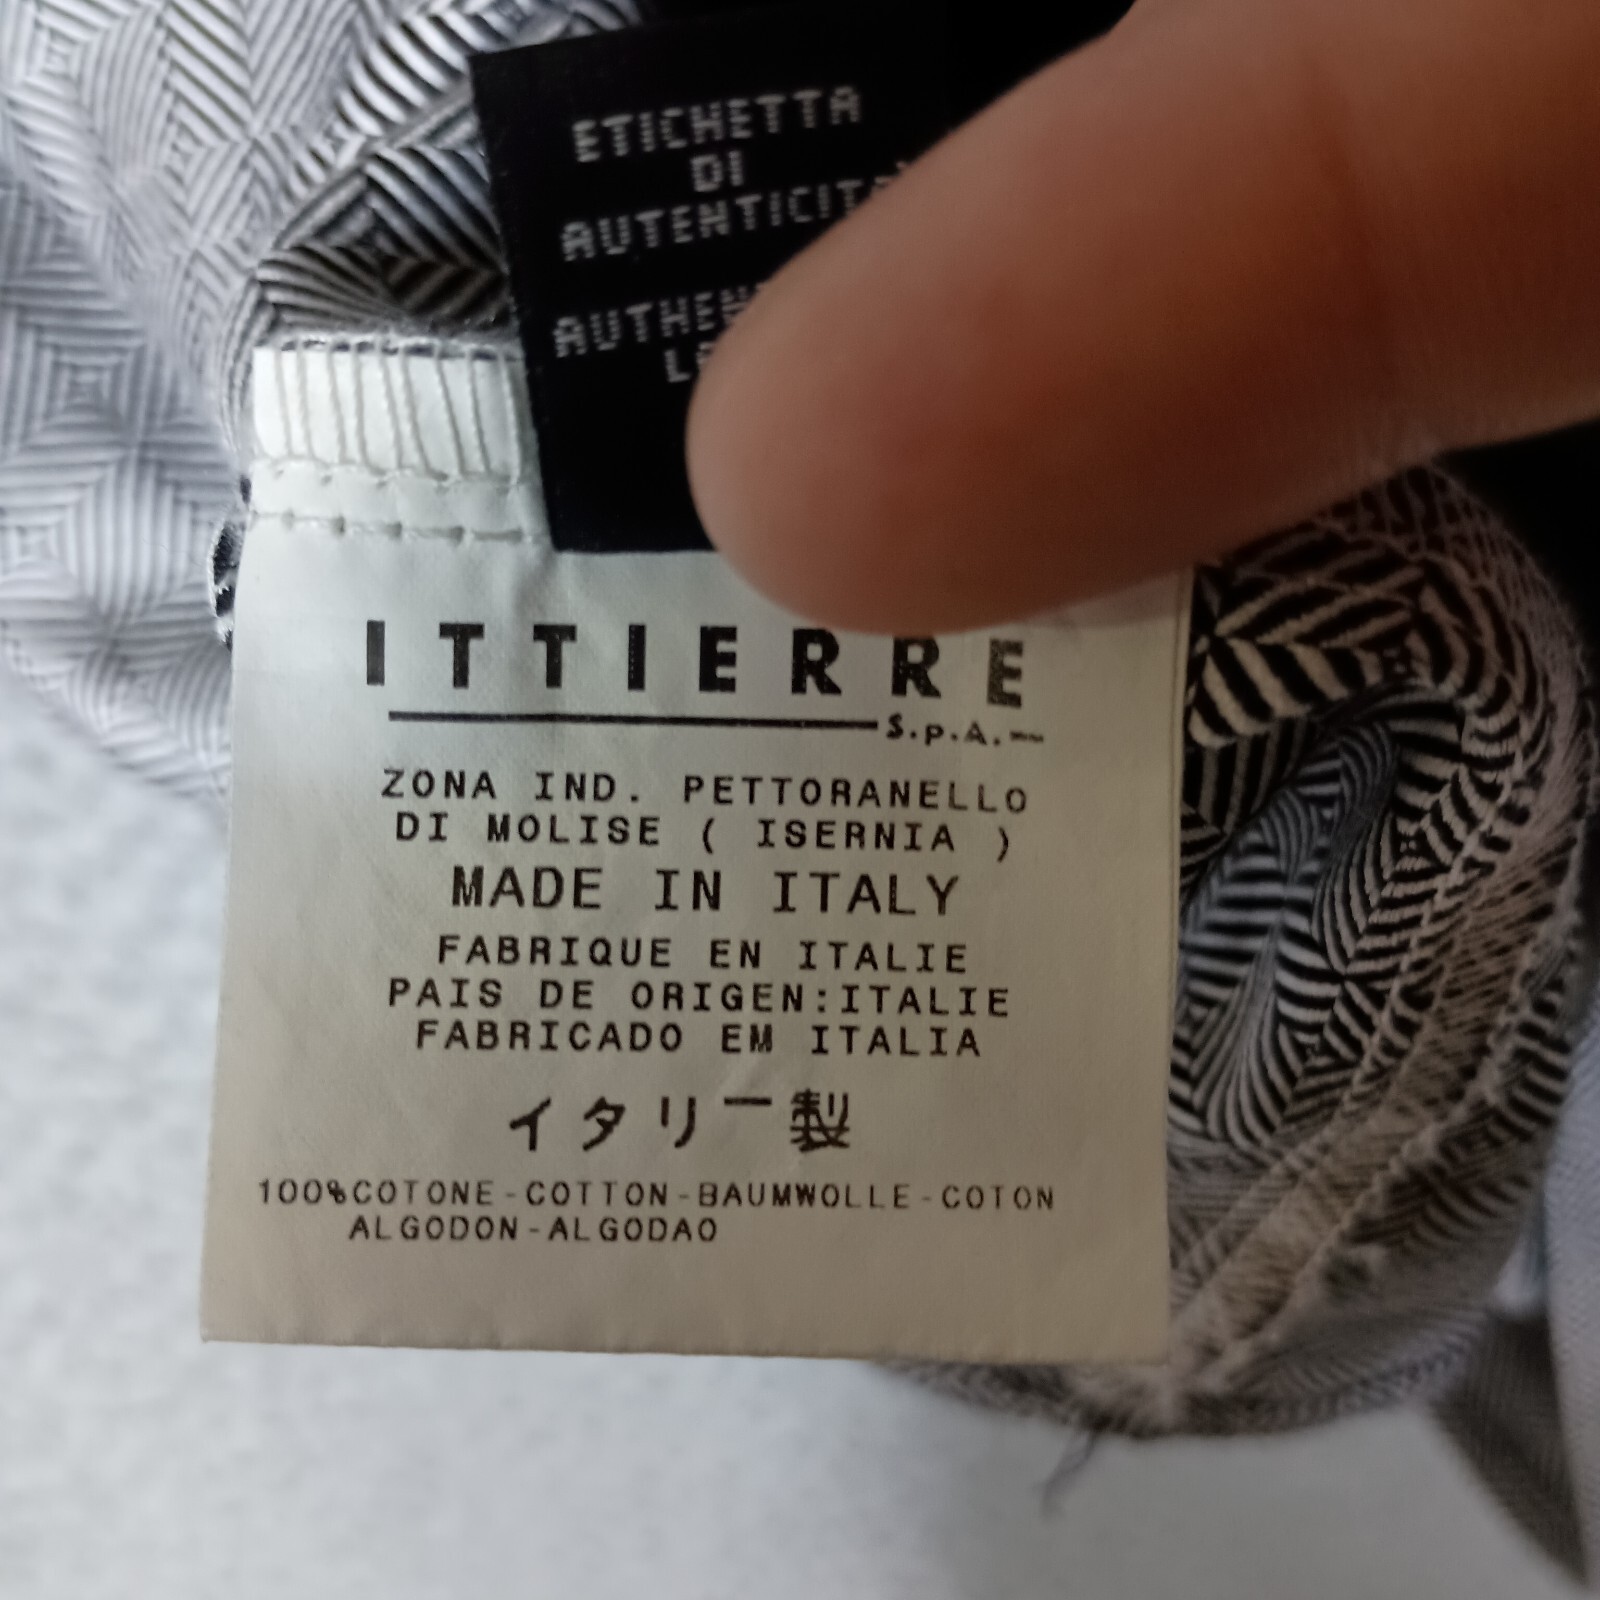 ETICHETTA
DI
ITTIERRE
S.p.A.
ZONA IND. PETTORANELLO
DI MOLISE ( ISERNIA )
MADE IN ITALY
FABRIQUE EN ITALIE
PAIS DE ORIGEN:ITALIE
FABRICADO EM ITALIA
イタリー製
100%COTONE-COTTON-BAUMWOLLE-COTON
ALGODON-ALGODAO